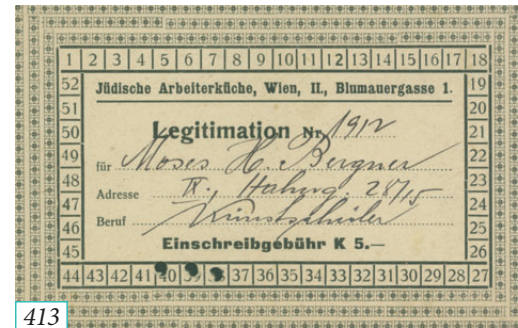 1 2 3 4 5 6 7 8 9 10 11 12 13 14 15 16 17 18
52 Jüdische Arbeiterküche, Wien, II., Blumauergasse 1. 19
51 20
50 Legitimation Nr. 1912 21
49 für Moses H. Bergner 22
48 Adresse II., 28/15 23
47 24
46 Beruf Kunstschüler 25
45 Einschreibgebühr K 5.— 26
44 43 42 41 40 39 37 36 35 34 33 32 31 30 29 28 27
413